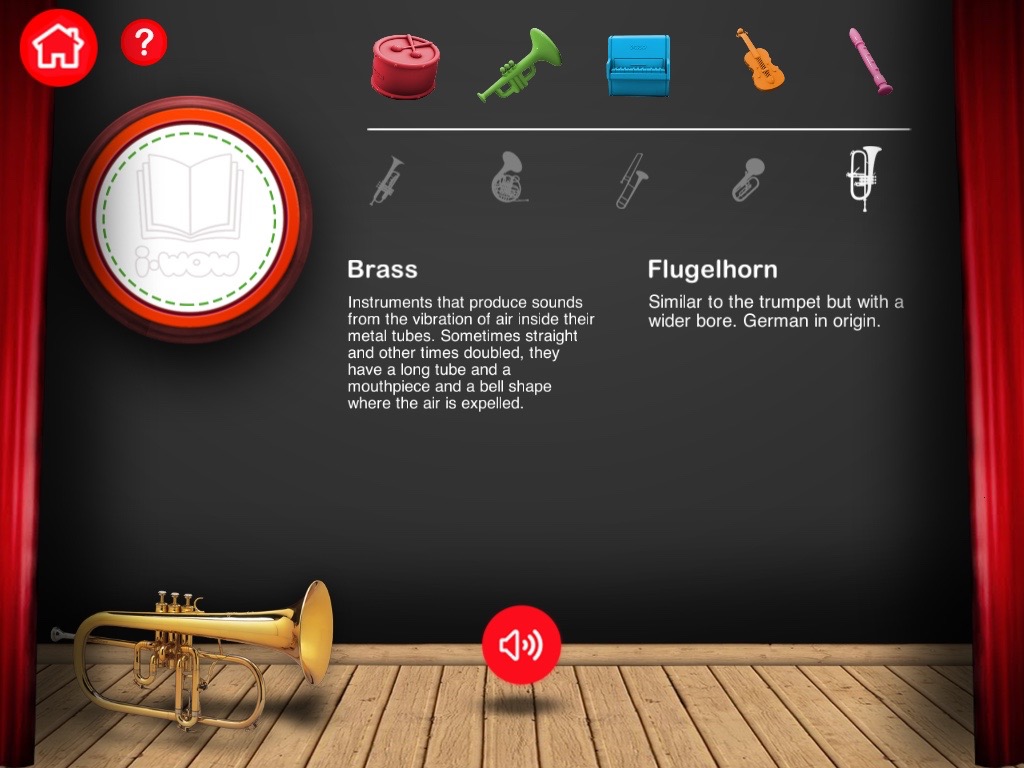 ?
i-wow
Brass
Instruments that produce sounds
from the vibration of air inside their
metal tubes. Sometimes straight
and other times doubled, they
have a long tube and a
mouthpiece and a bell shape
where the air is expelled.
Flugelhorn
Similar to the trumpet but with a
wider bore. German in origin.